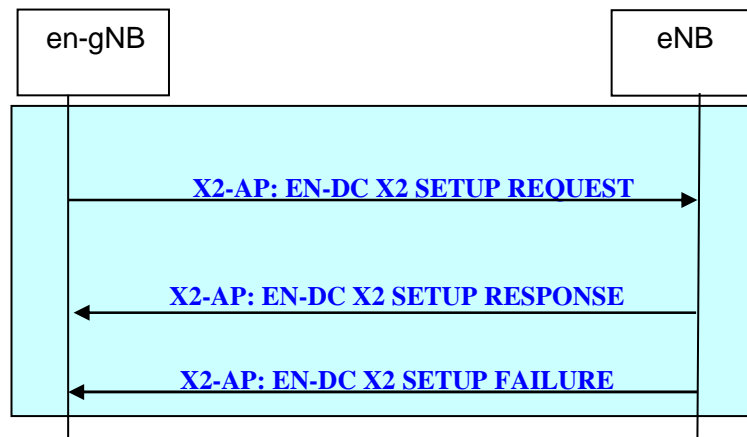 en-gNB
eNB
X2-AP: EN-DC X2 SETUP REQUEST
X2-AP: EN-DC X2 SETUP RESPONSE
X2-AP: EN-DC X2 SETUP FAILURE